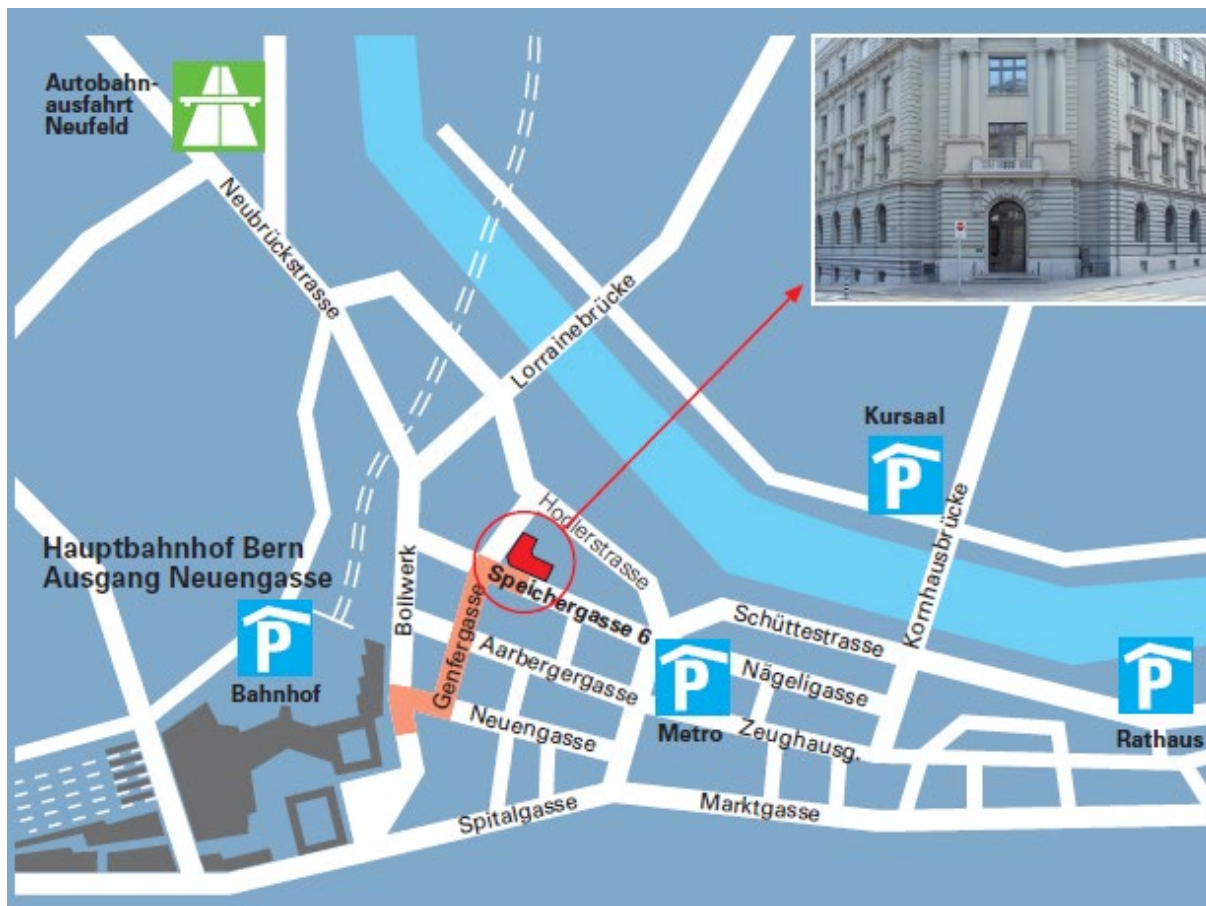 Autobahn-
ausfahrt
Neufeld
Neubrückstrasse
Lorrainebrücke
Kursaal
P
Kornhausbrücke
Hodlerstrasse
Hauptbahnhof Bern
Ausgang Neuengasse
P
Bahnhof
Bollwerk
Genfergasse
Speichergasse 6
Aarbergergasse
Neuengasse
P
Metro
Schüttestrasse
Nägeligasse
Zeughausg.
P
Rathaus
Spitalgasse
Marktgasse